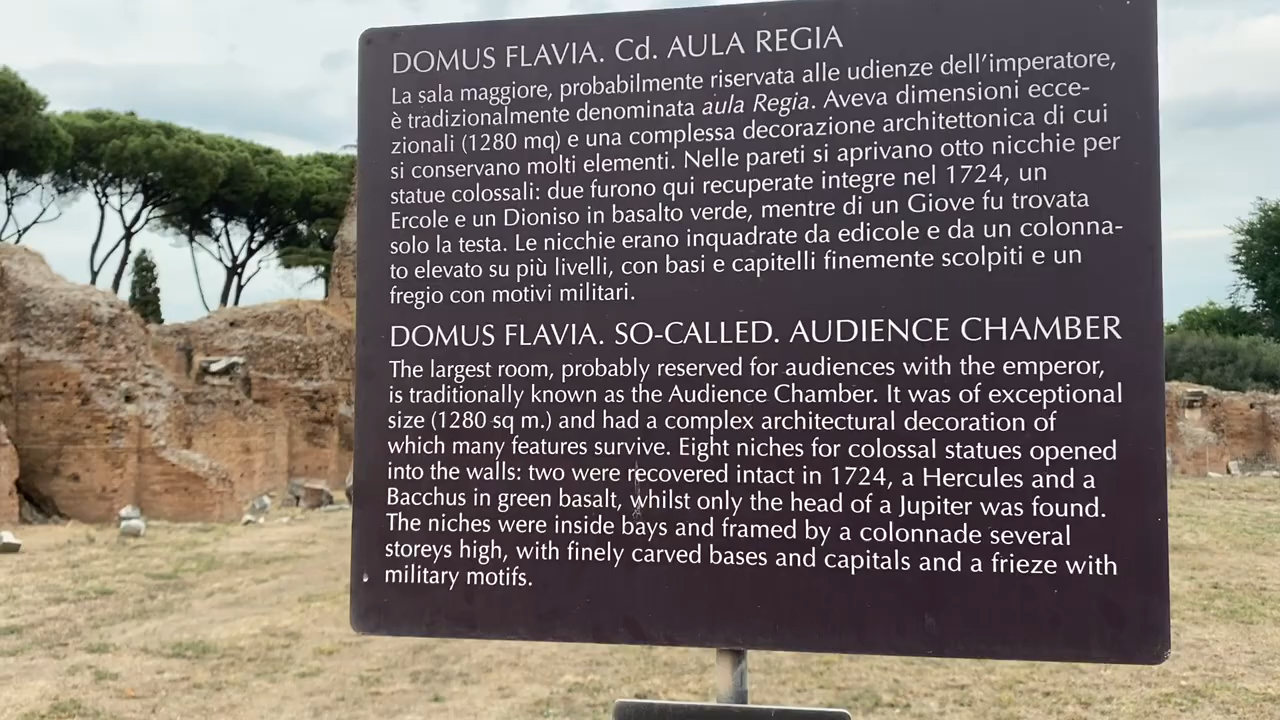 DOMUS FLAVIA. Cd. AULA REGIA
La sala maggiore, probabilmente riservata alle udienze dell'imperatore,
è tradizionalmente denominata aula Regia. Aveva dimensioni ecce-
zionali (1280 mq) e una complessa decorazione architettonica di cui
si conservano molti elementi. Nelle pareti si aprivano otto nicchie per
statue colossali: due furono qui recuperate integre nel 1724, un
Ercole e un Dioniso in basalto verde, mentre di un Giove fu trovata
solo la testa. Le nicchie erano inquadrate da edicole e da un colonna-
to elevato su più livelli, con basi e capitelli finemente scolpiti e un
fregio con motivi militari.
DOMUS FLAVIA. SO-CALLED. AUDIENCE CHAMBER
The largest room, probably reserved for audiences with the emperor,
is traditionally known as the Audience Chamber. It was of exceptional
size (1280 sq m.) and had a complex architectural decoration of
which many features survive. Eight niches for colossal statues opened
into the walls: two were recovered intact in 1724, a Hercules and a
Bacchus in green basalt, whilst only the head of a Jupiter was found.
The niches were inside bays and framed by a colonnade several
storeys high, with finely carved bases and capitals and a frieze with
military motifs.